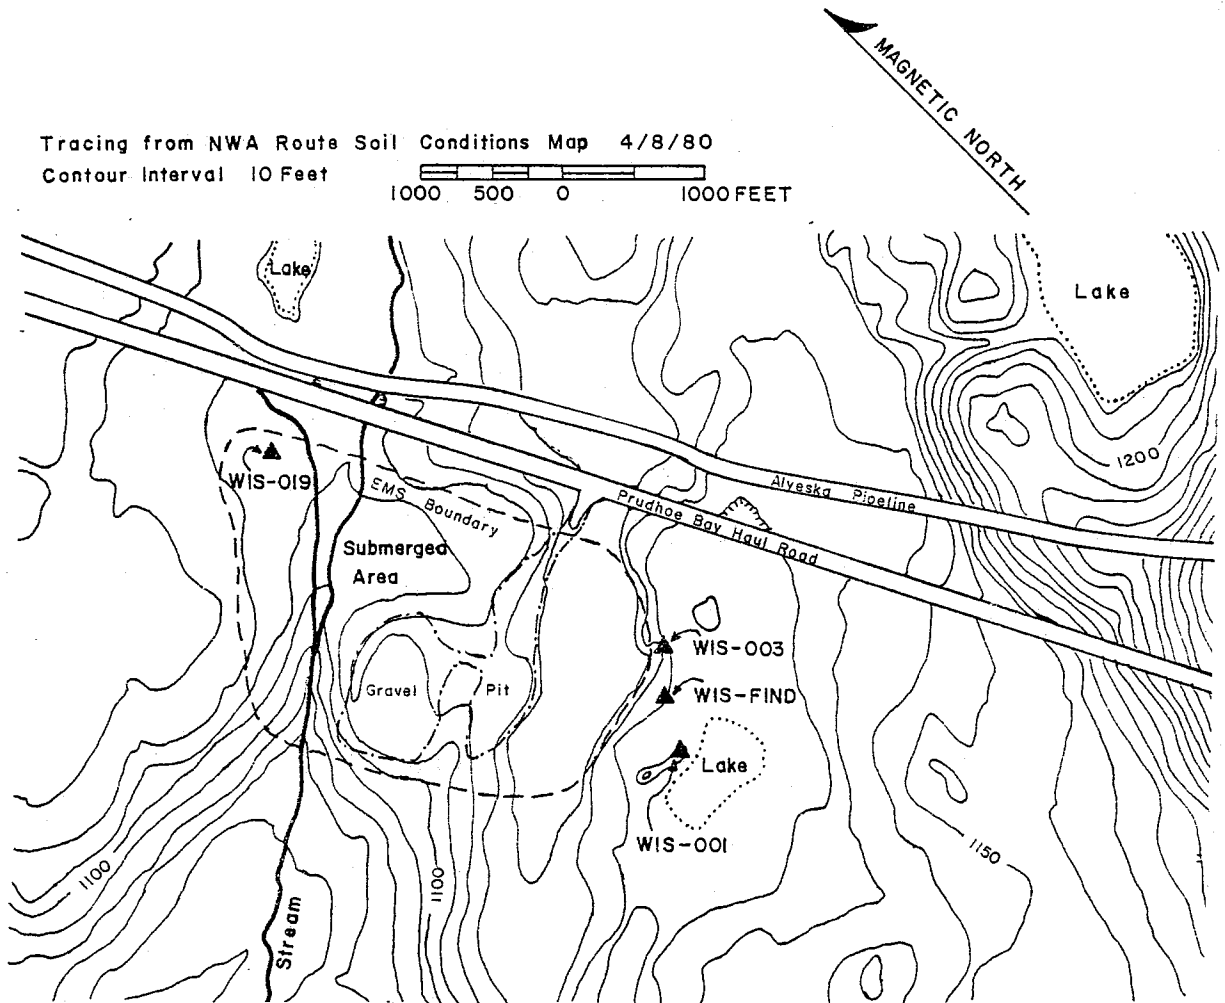 MAGNETIC NORTH
Tracing from NWA Route Soil Conditions Map 4/8/80
Contour Interval 10 Feet
1000 500 0 1000 FEET
Lake
Lake
1200
Alyeska Pipeline
Prudhoe Bay Haul Road
WIS-019
EMS Boundary
Submerged
Area
WIS-003
Gravel Pit
WIS-FIND
Lake
WIS-001
1150
1100
1100
Stream